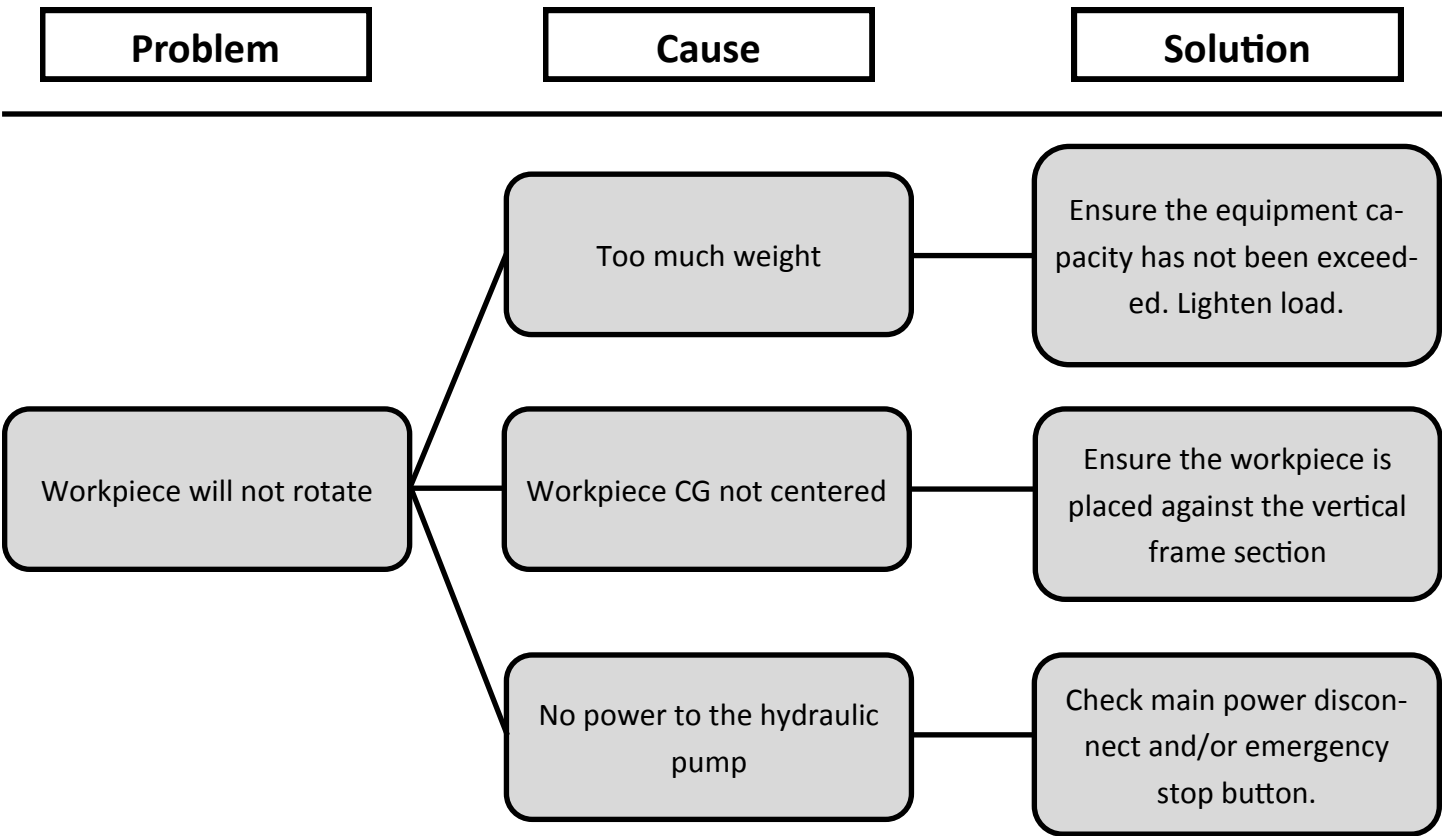 Problem
Cause
Solution
Too much weight
Ensure the equipment ca-
pacity has not been exceed-
ed. Lighten load.
Workpiece will not rotate
Workpiece CG not centered
Ensure the workpiece is
placed against the vertical
frame section
No power to the hydraulic
pump
Check main power discon-
nect and/or emergency
stop button.